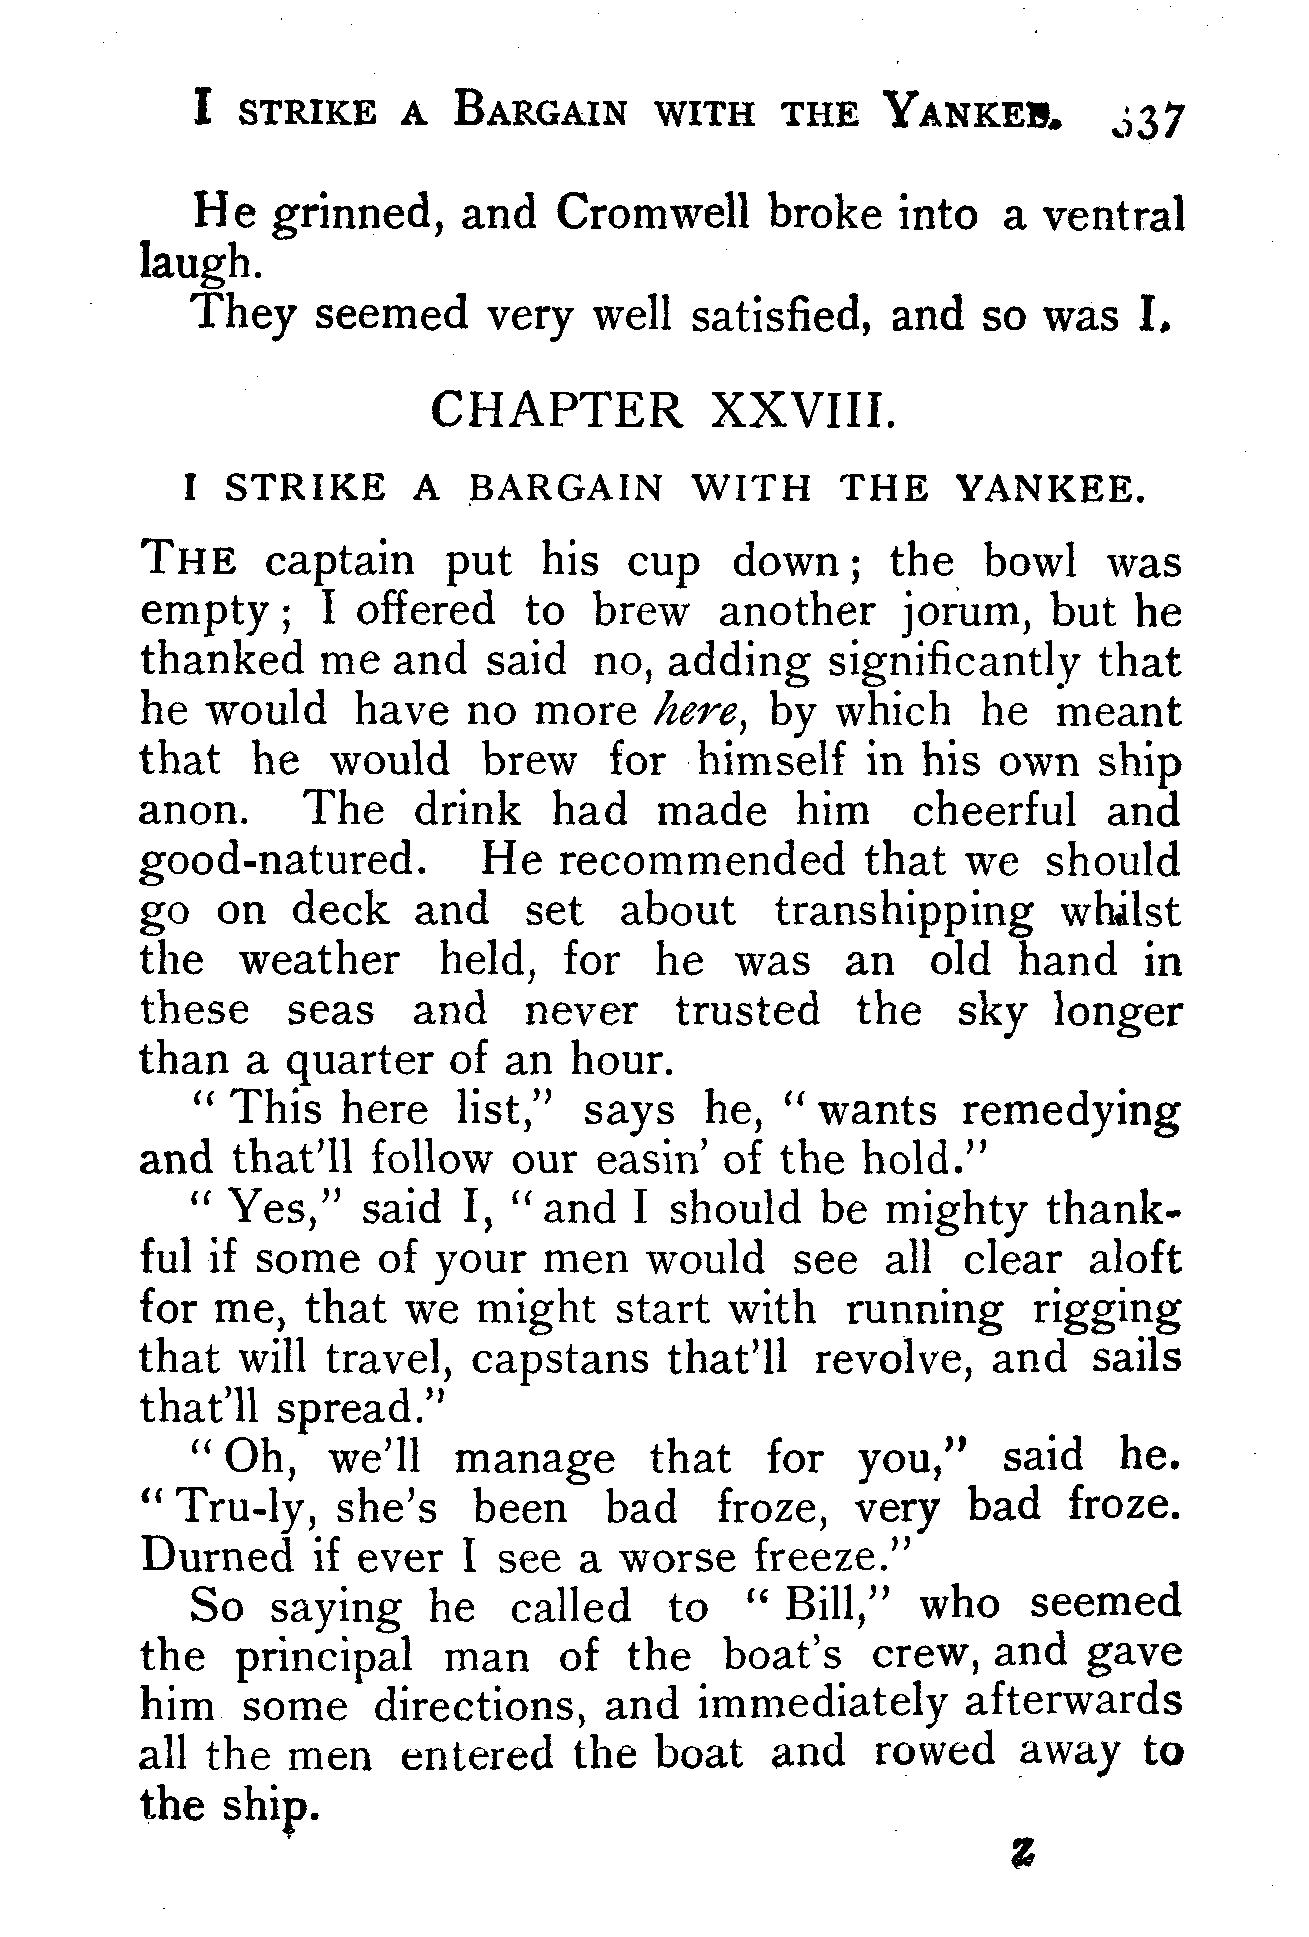 I STRIKE A BARGAIN WITH THE YANKEE. 337
He grinned, and Cromwell broke into a ventral
laugh.
They seemed very well satisfied, and so was I.
CHAPTER XXVIII.
I STRIKE A BARGAIN WITH THE YANKEE.
THE captain put his cup down; the bowl was
empty; I offered to brew another jorum, but he
thanked me and said no, adding significantly that
he would have no more here, by which he meant
that he would brew for himself in his own ship
anon. The drink had made him cheerful and
good-natured. He recommended that we should
go on deck and set about transhipping whilst
the weather held, for he was an old hand in
these seas and never trusted the sky longer
than a quarter of an hour.
"This here list," says he, "wants remedying
and that'll follow our easin' of the hold."
"Yes," said I, "and I should be mighty thank-
ful if some of your men would see all clear aloft
for me, that we might start with running rigging
that will travel, capstans that'll revolve, and sails
that'll spread."
"Oh, we'll manage that for you," said he.
"Tru-ly, she's been bad froze, very bad froze.
Durned if ever I see a worse freeze."
So saying he called to "Bill," who seemed
the principal man of the boat's crew, and gave
him some directions, and immediately afterwards
all the men entered the boat and rowed away to
the ship.
Z